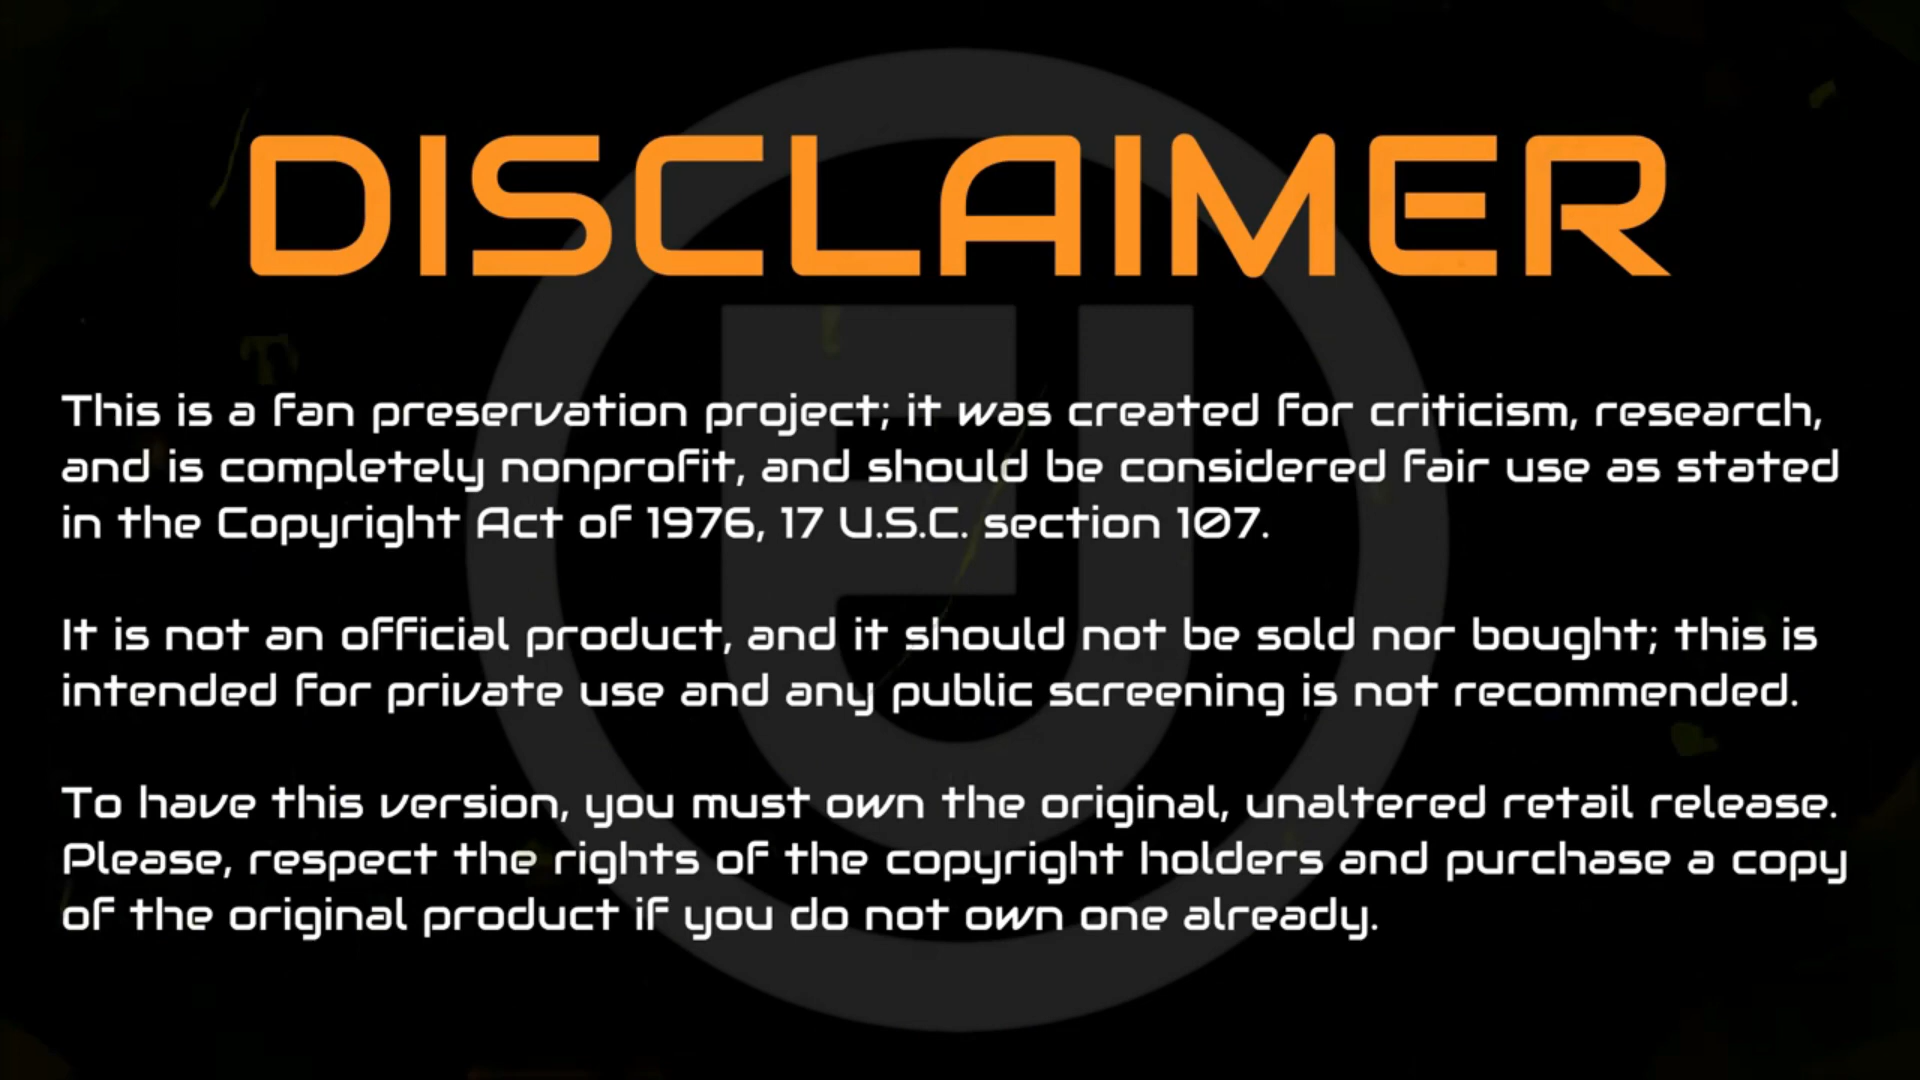 DISCLAIMER
This is a fan preservation project; it was created for criticism, research,
and is completely nonprofit, and should be considered fair use as stated
in the Copyright Act of 1976, 17 U.S.C. section 107.
It is not an official product, and it should not be sold nor bought; this is
intended for private use and any public screening is not recommended.
To have this version, you must own the original, unaltered retail release.
Please, respect the rights of the copyright holders and purchase a copy
of the original product if you do not own one already.